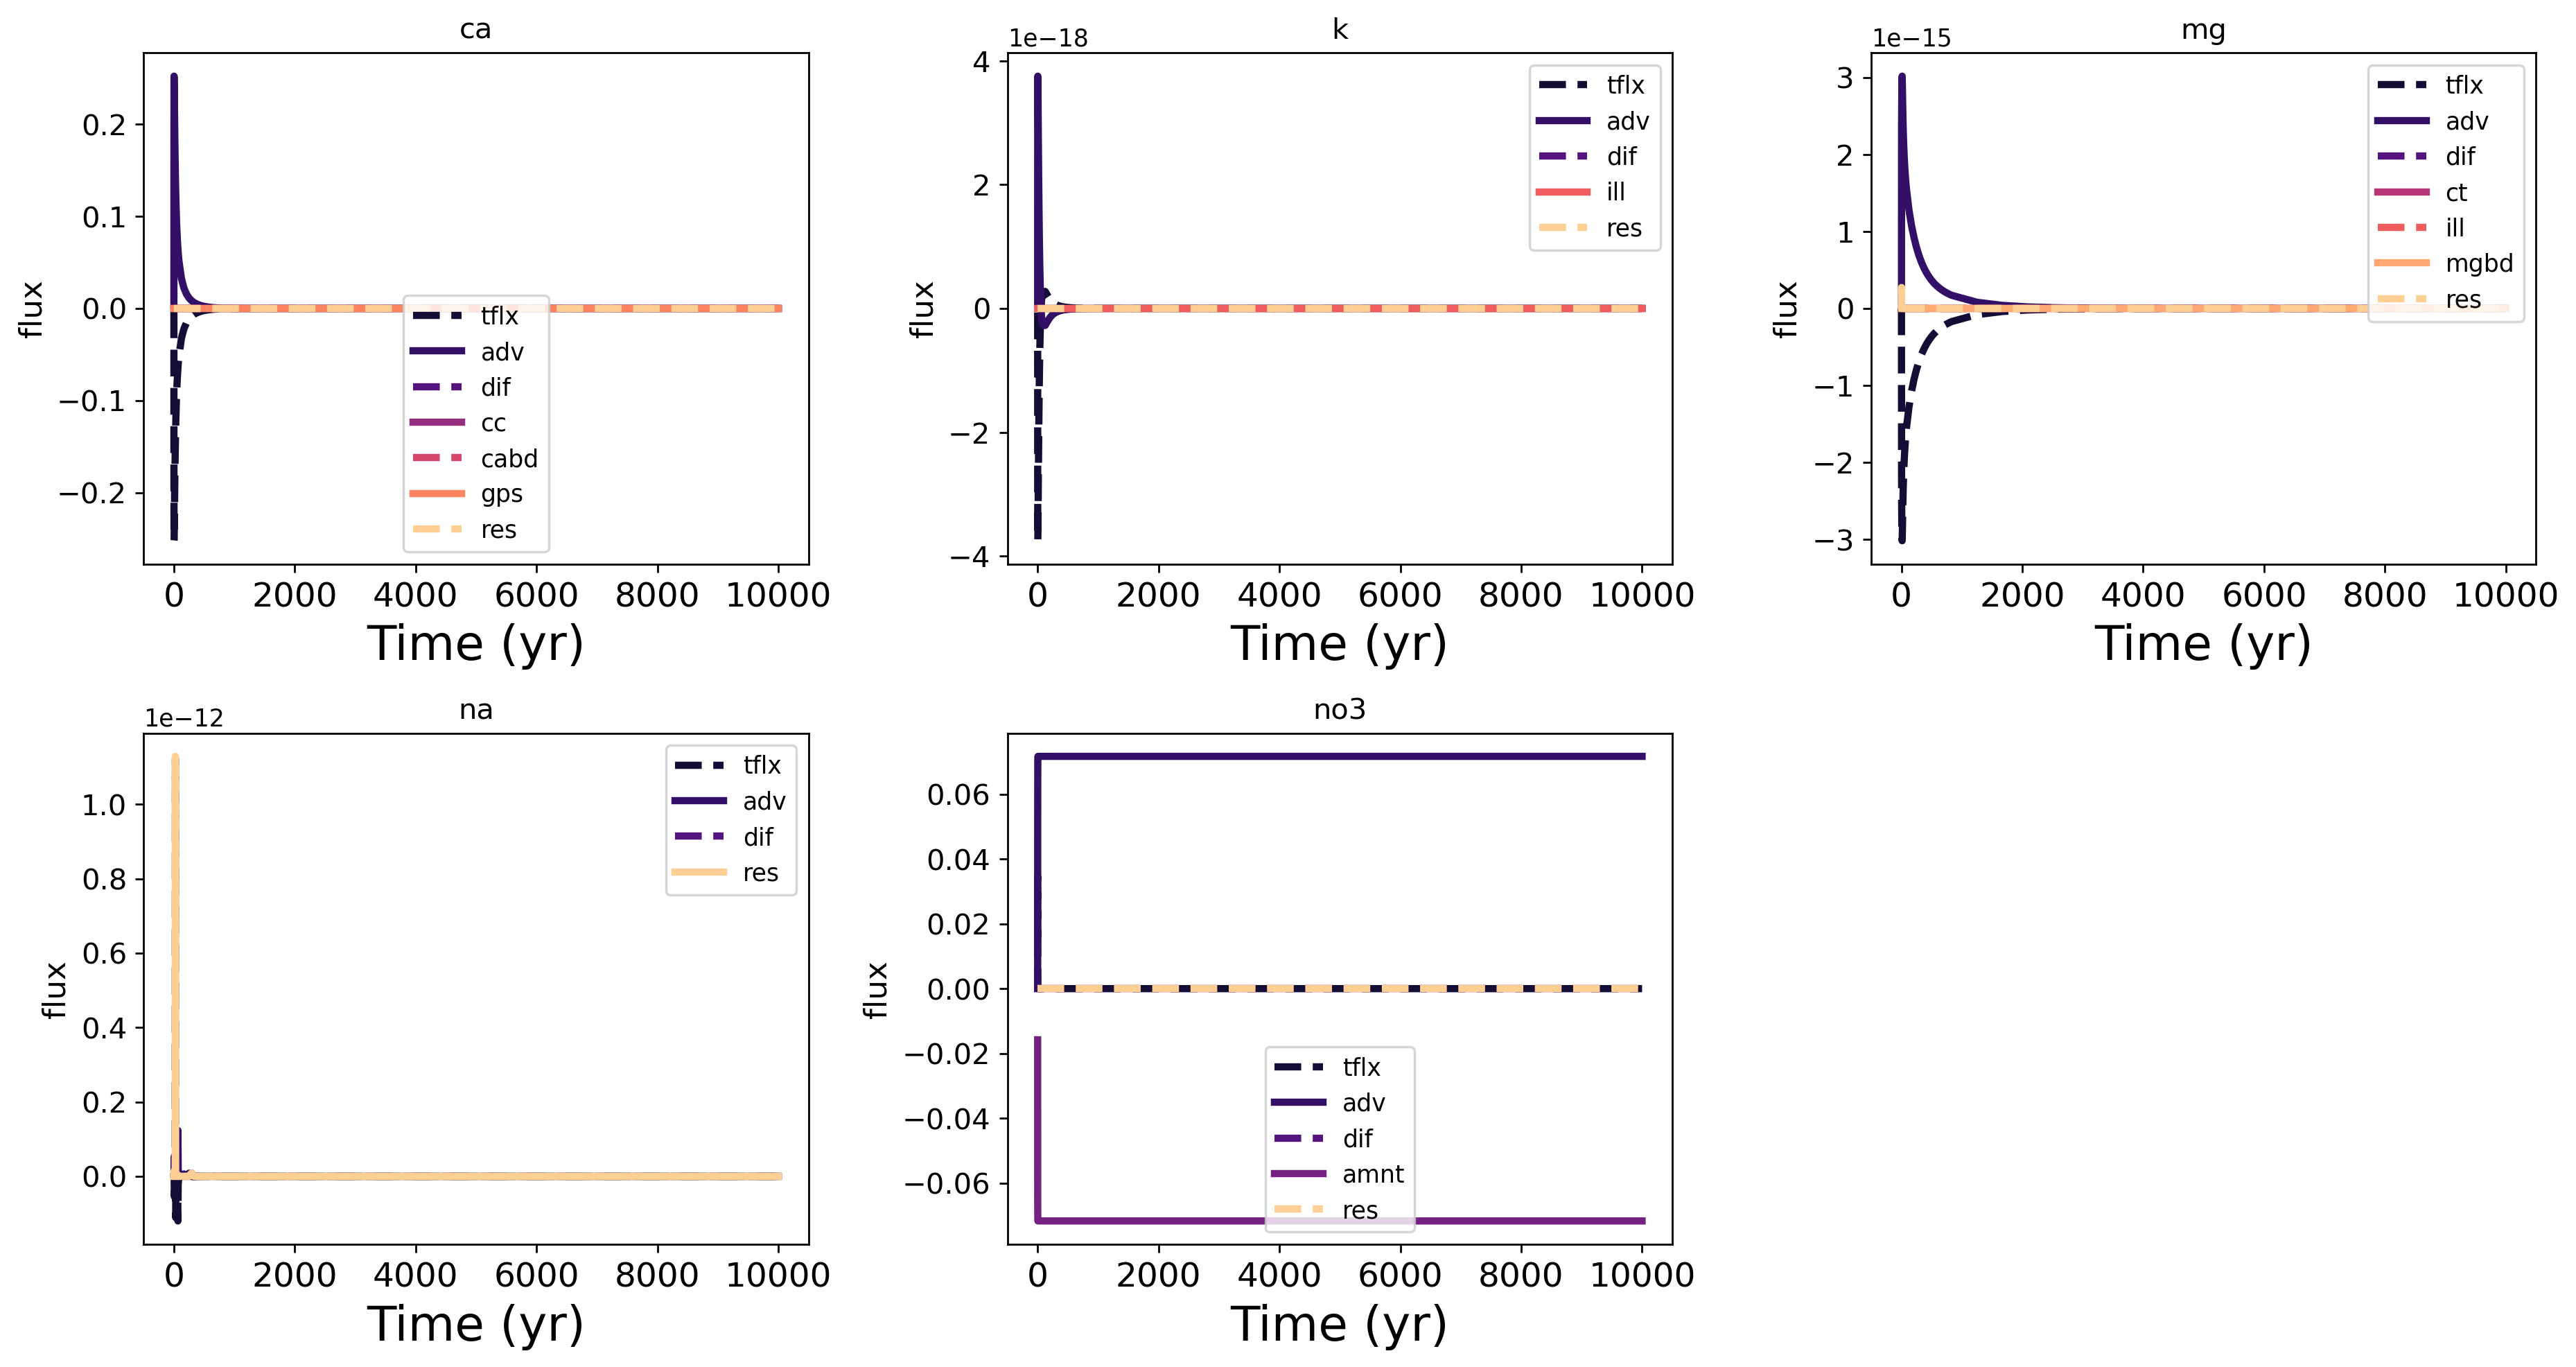 ca
flux
0.2
0.1
0.0
−0.1
−0.2
tflx
adv
dif
cc
cabd
gps
res
0 2000 4000 6000 8000 10000
Time (yr)
k
1e−18
flux
4
2
0
−2
−4
tflx
adv
dif
ill
res
0 2000 4000 6000 8000 10000
Time (yr)
mg
1e−15
flux
3
2
1
0
−1
−2
−3
tflx
adv
dif
ct
ill
mgbd
res
0 2000 4000 6000 8000 10000
Time (yr)
na
1e−12
flux
1.0
0.8
0.6
0.4
0.2
0.0
tflx
adv
dif
res
0 2000 4000 6000 8000 10000
Time (yr)
no3
flux
0.06
0.04
0.02
0.00
−0.02
−0.04
−0.06
tflx
adv
dif
amnt
res
0 2000 4000 6000 8000 10000
Time (yr)